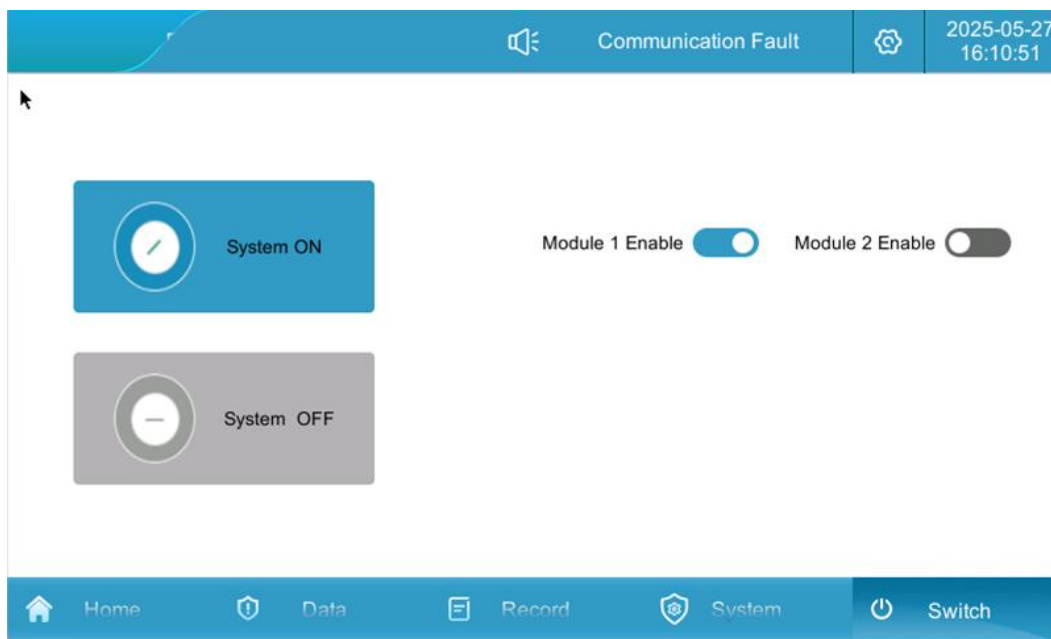 Communication Fault
2025-05-27
16:10:51
System ON
Module 1 Enable
Module 2 Enable
System OFF
Home
Data
Record
System
Switch